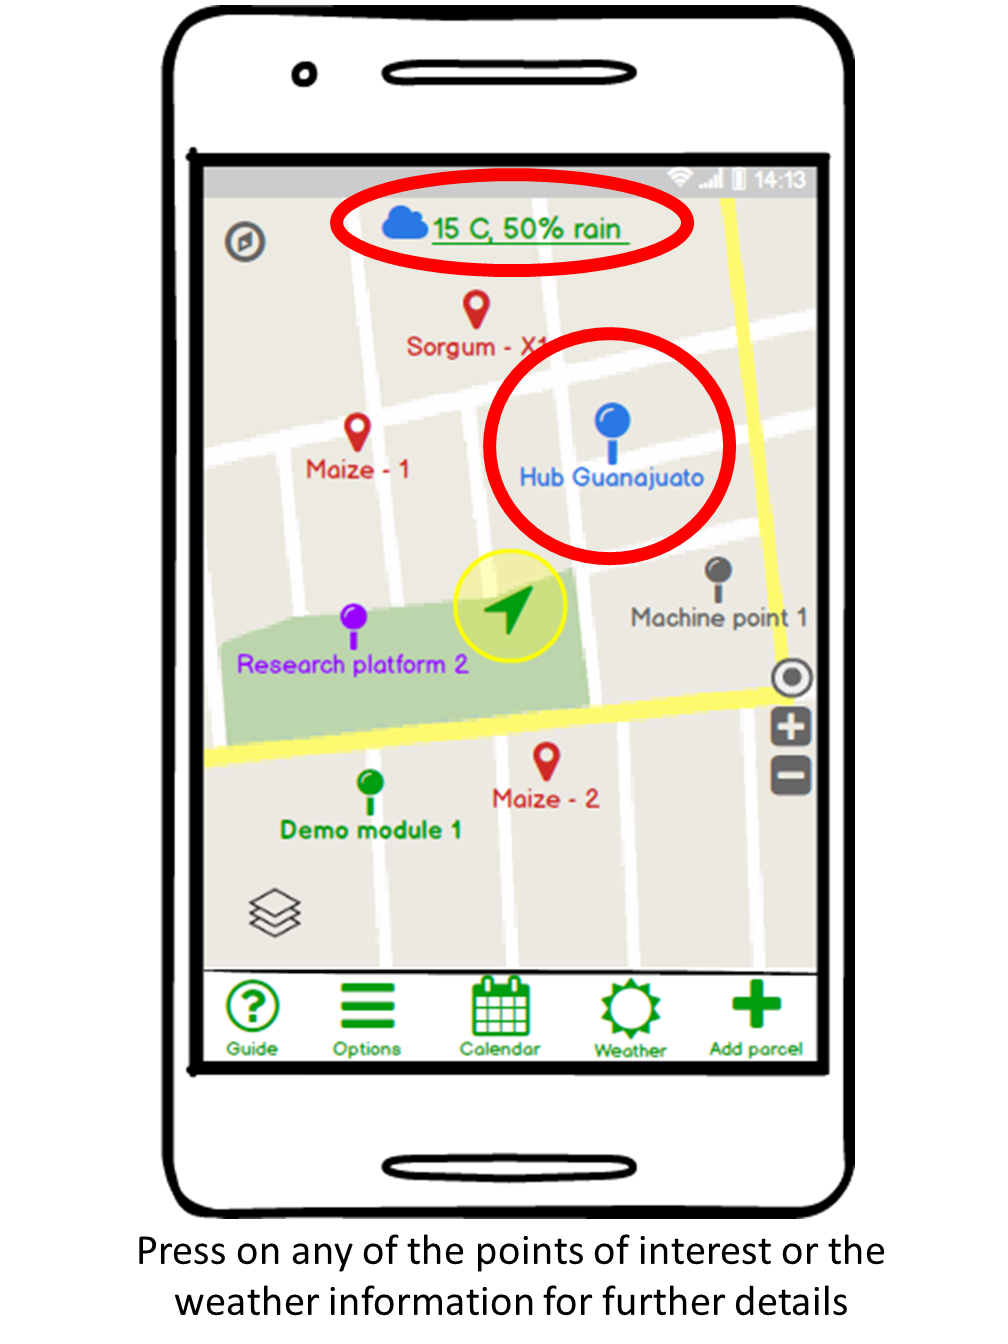 14:13
15 C, 50% rain
Sorgum - X1
Maize - 1
Hub Guanajuato
Machine point 1
Research platform 2
Maize - 2
Demo module 1
Guide
Options
Calendar
Weather
Add parcel
Press on any of the points of interest or the
weather information for further details